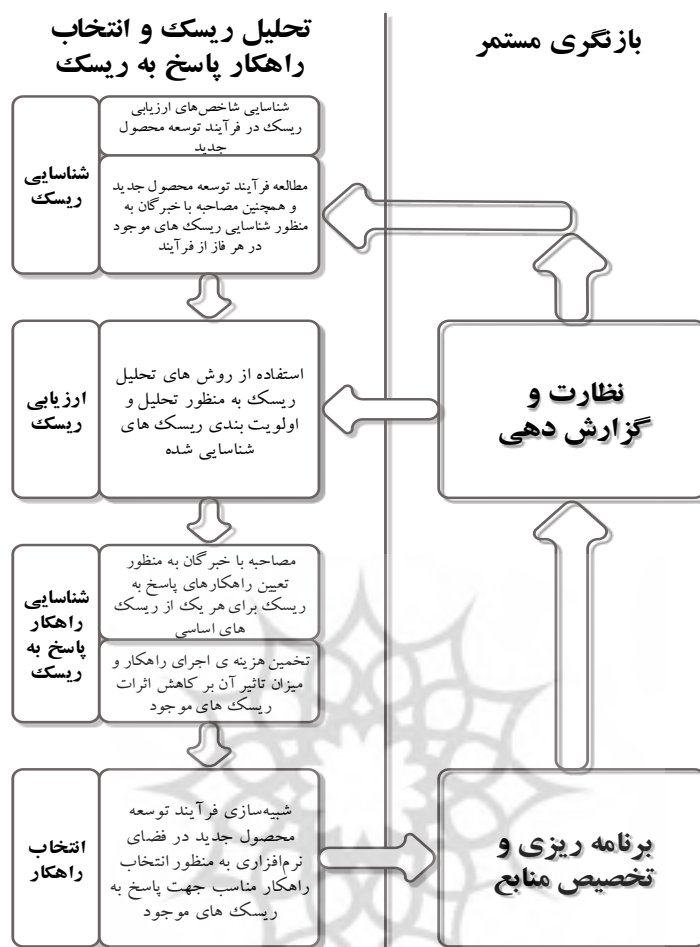 تحلیل ریسک و انتخاب
راهکار پاسخ به ریسک
بازنگری مستمر
شناسایی
ریسک
شناسایی شاخص‌های ارزیابی
ریسک در فرآیند توسعه محصول
جدید
مطالعه فرآیند توسعه محصول جدید
و همچنین مصاحبه با خبرگان به
منظور شناسایی ریسک های موجود
در هر فاز از فرآیند
ارزیابی
ریسک
استفاده از روش های تحلیل
ریسک به منظور تحلیل و
اولویت بندی ریسک های
شناسایی شده
نظارت و
گزارش دهی
شناسایی
راهکار
پاسخ به
ریسک
مصاحبه با خبرگان به منظور
تعیین راهکارهای پاسخ به
ریسک برای هر یک از ریسک
های اساسی
تخمین هزینه ی اجرای راهکار و
میزان تاثیر آن بر کاهش اثرات
ریسک های موجود
انتخاب
راهکار
شبیه‌سازی فرآیند توسعه
محصول جدید در فضای
نرم‌افزاری به منظور انتخاب
راهکار مناسب جهت پاسخ به
ریسک های موجود
برنامه ریزی و
تخصیص منابع